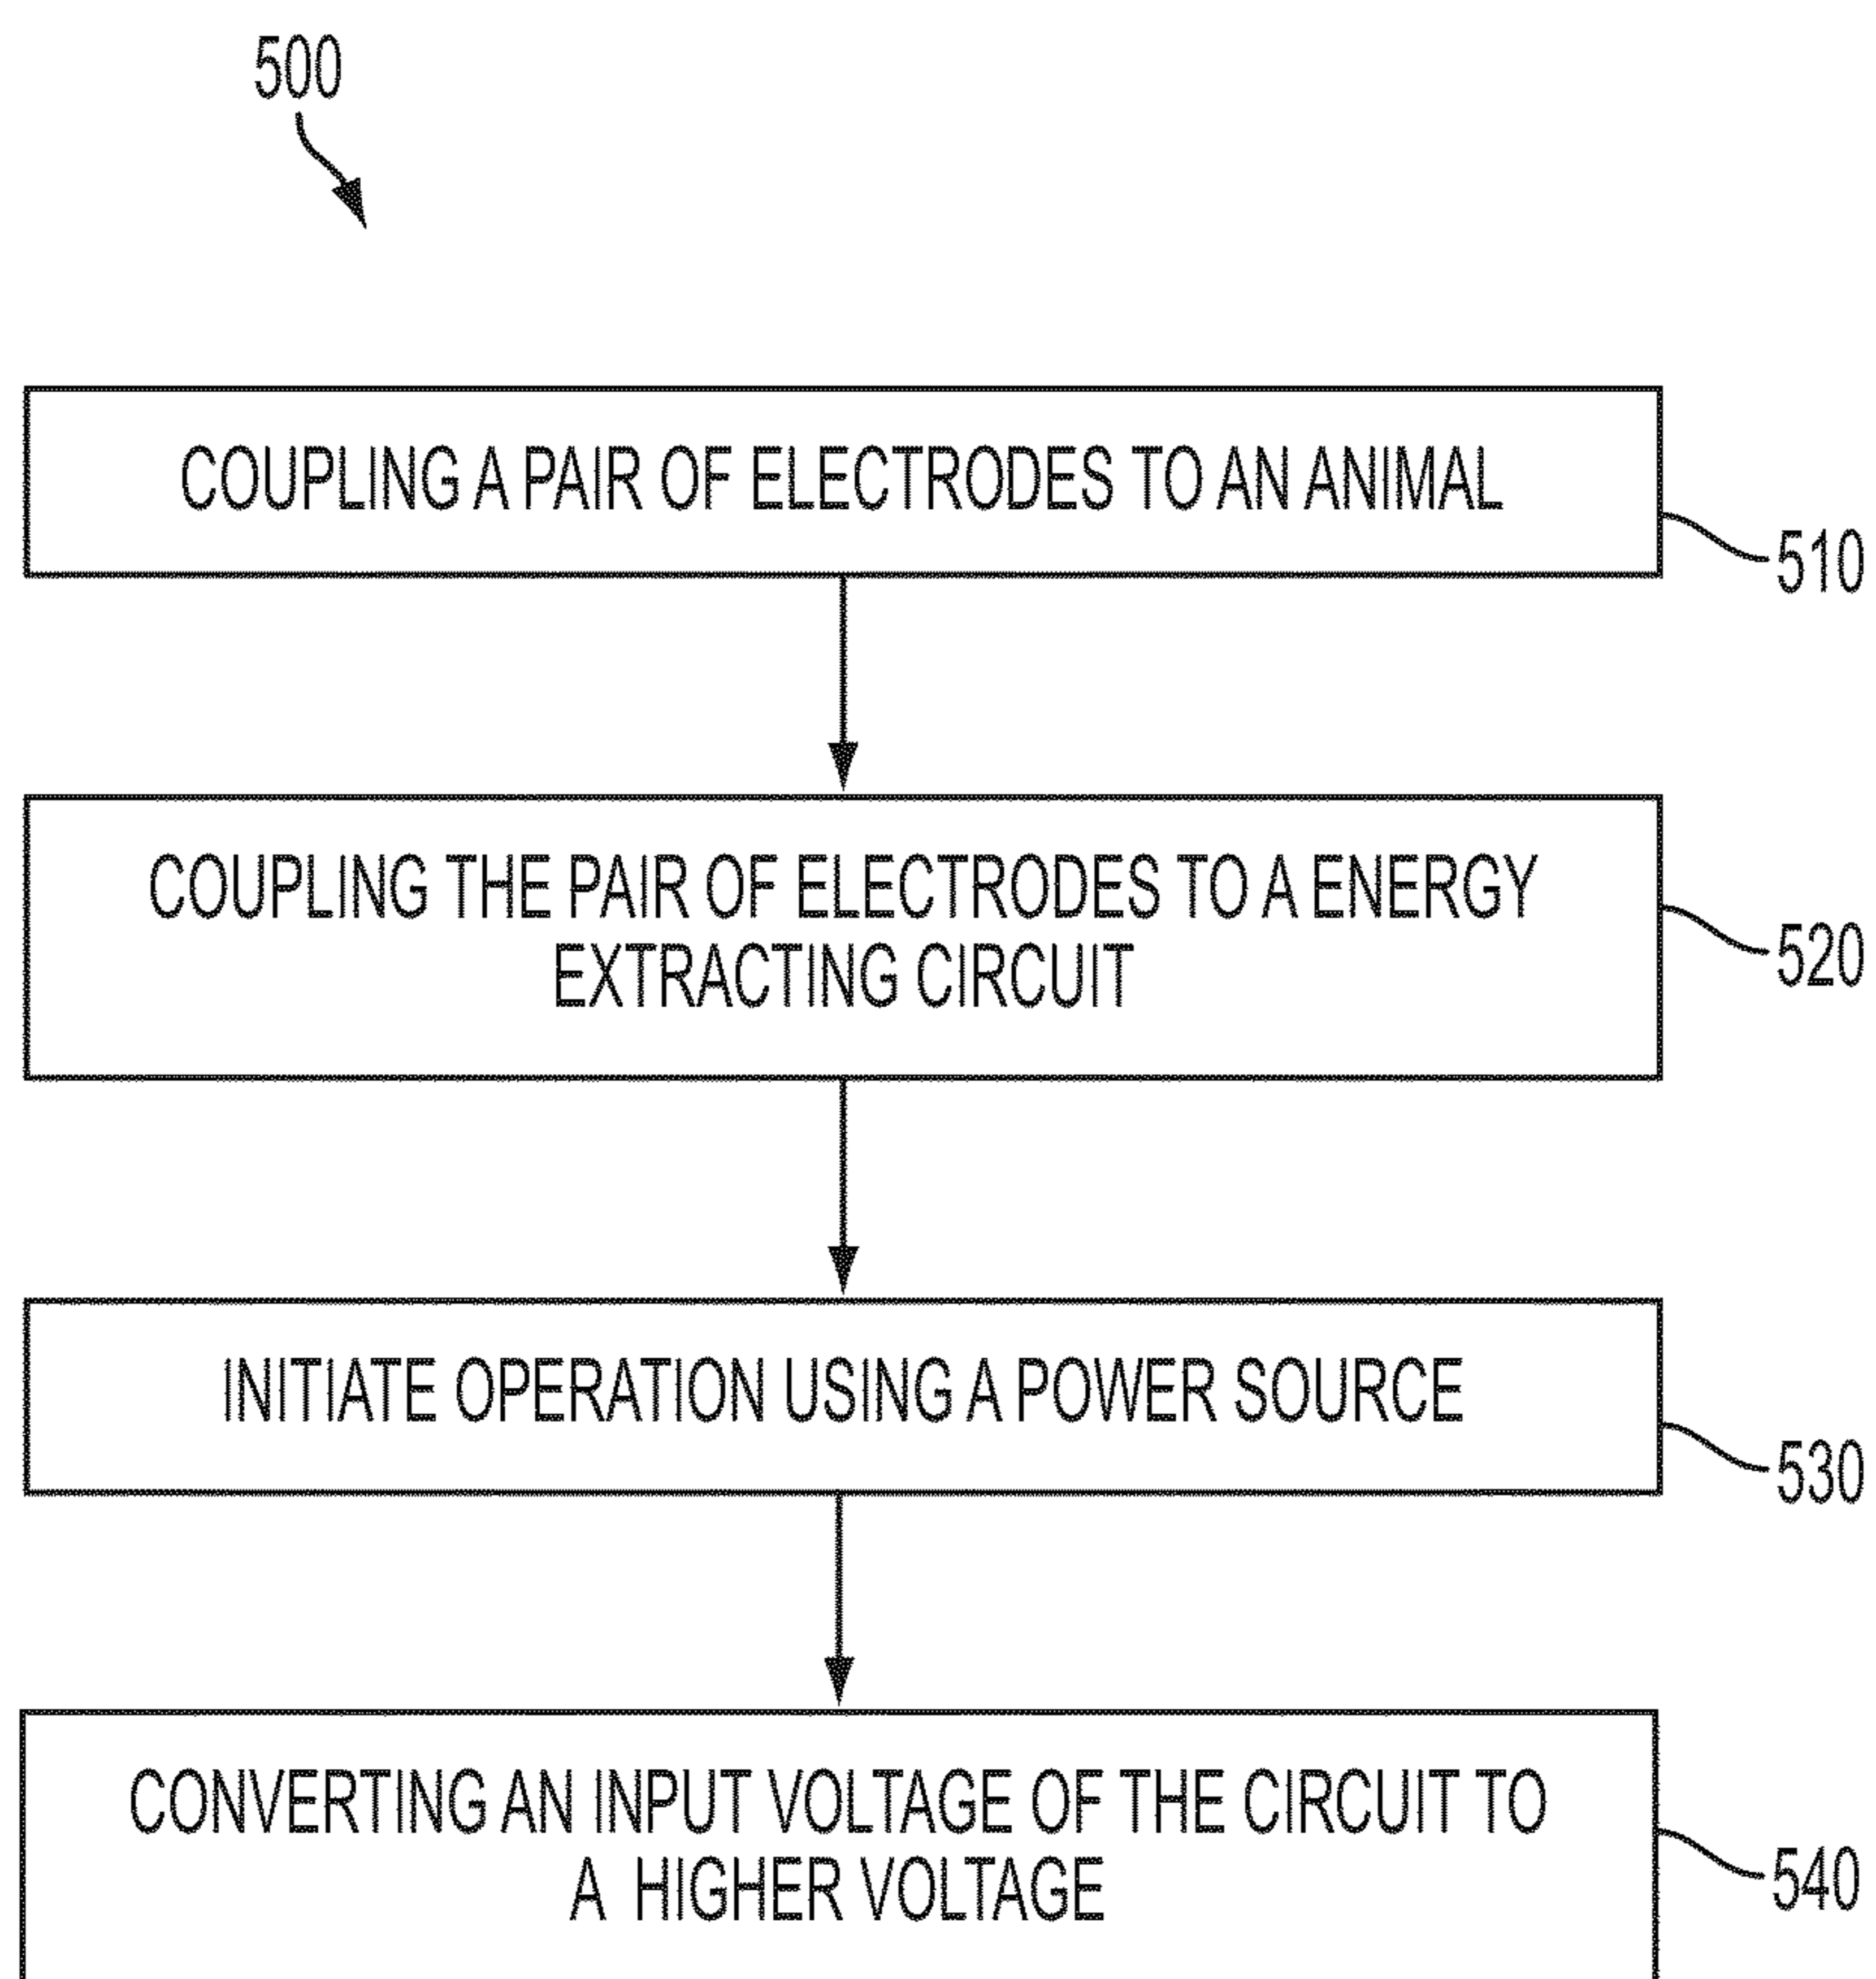 500
COUPLING A PAIR OF ELECTRODES TO AN ANIMAL
510
COUPLING THE PAIR OF ELECTRODES TO A ENERGY
EXTRACTING CIRCUIT
520
INITIATE OPERATION USING A POWER SOURCE
530
CONVERTING AN INPUT VOLTAGE OF THE CIRCUIT TO
A HIGHER VOLTAGE
540